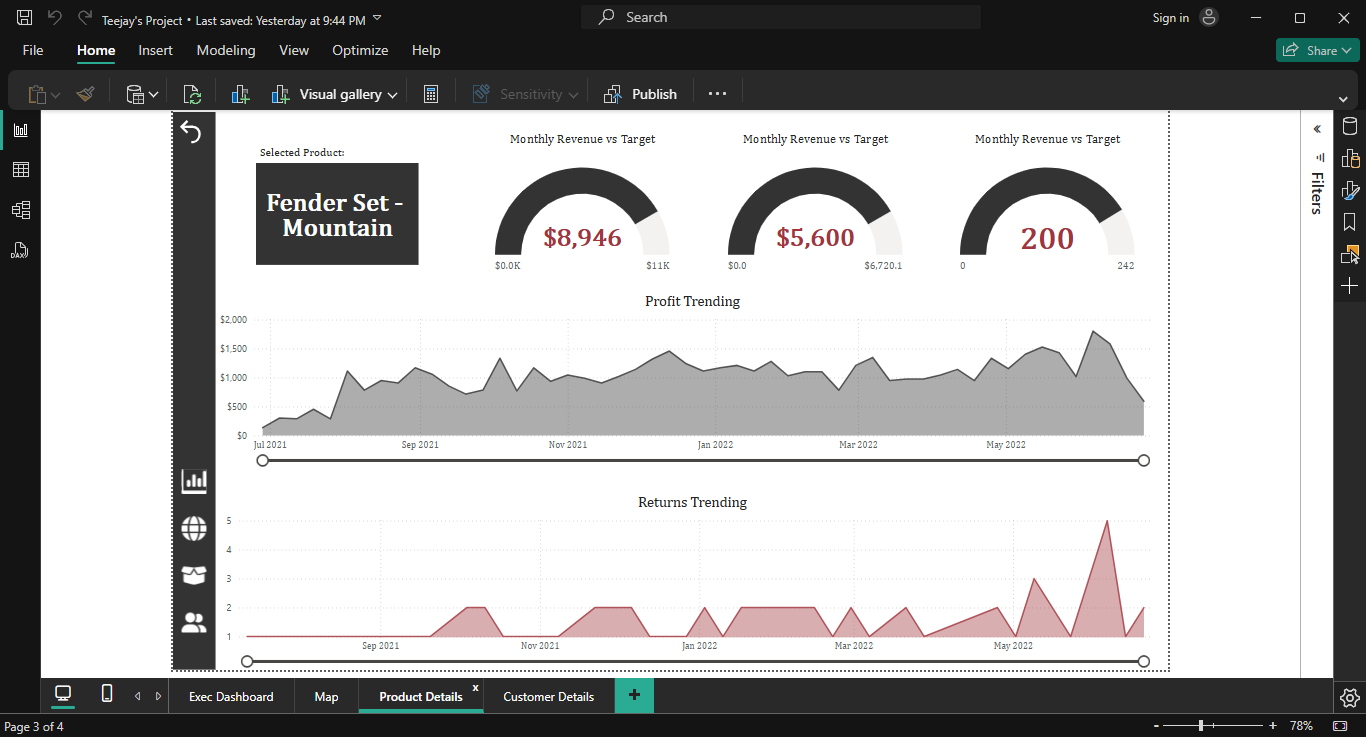 Teejay's Project • Last saved: Yesterday at 9:44 PM
Search
Sign in
File Home Insert Modeling View Optimize Help
Share
Visual gallery
Sensitivity
Publish
DAX
Filters
Selected Product:
Fender Set -
Mountain
Monthly Revenue vs Target
$8,946
$0.0K $11K
Monthly Revenue vs Target
$5,600
$0.0 $6,720.1
Monthly Revenue vs Target
200
0 242
Profit Trending
$2,000
$1,500
$1,000
$500
$0
Jul 2021 Sep 2021 Nov 2021 Jan 2022 Mar 2022 May 2022
Returns Trending
5
4
3
2
1
Sep 2021 Nov 2021 Jan 2022 Mar 2022 May 2022
Exec Dashboard Map Product Details x Customer Details +
Page 3 of 4
- + 78%